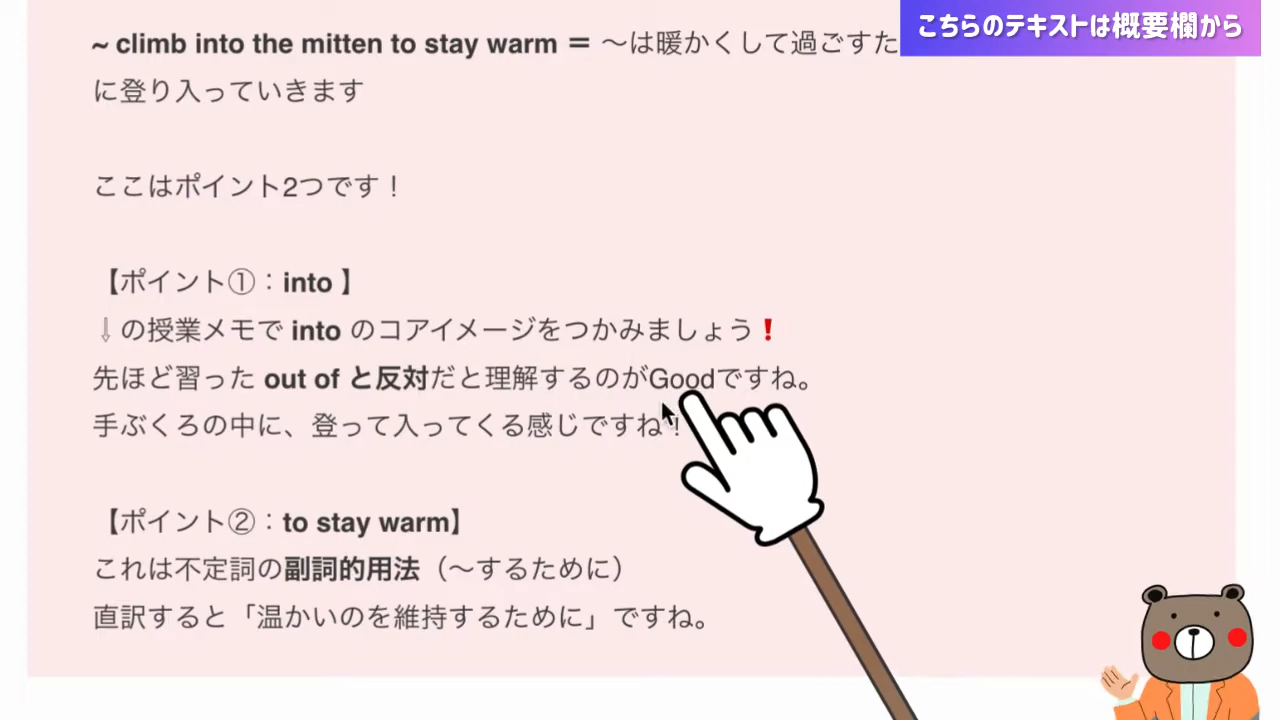 ~ climb into the mitten to stay warm = 〜は暖かくして過ごすた
こちらのテキストは概要欄から
に登り入っていきます
ここはポイント2つです！
【ポイント①：into 】
↓の授業メモで into のコアイメージをつかみましょう❗
先ほど習った out of と反対だと理解するのがGoodですね。
手ぶくろの中に、登って入ってくる感じですね！
【ポイント②：to stay warm】
これは不定詞の副詞的用法（〜するために）
直訳すると「温かいのを維持するために」ですね。